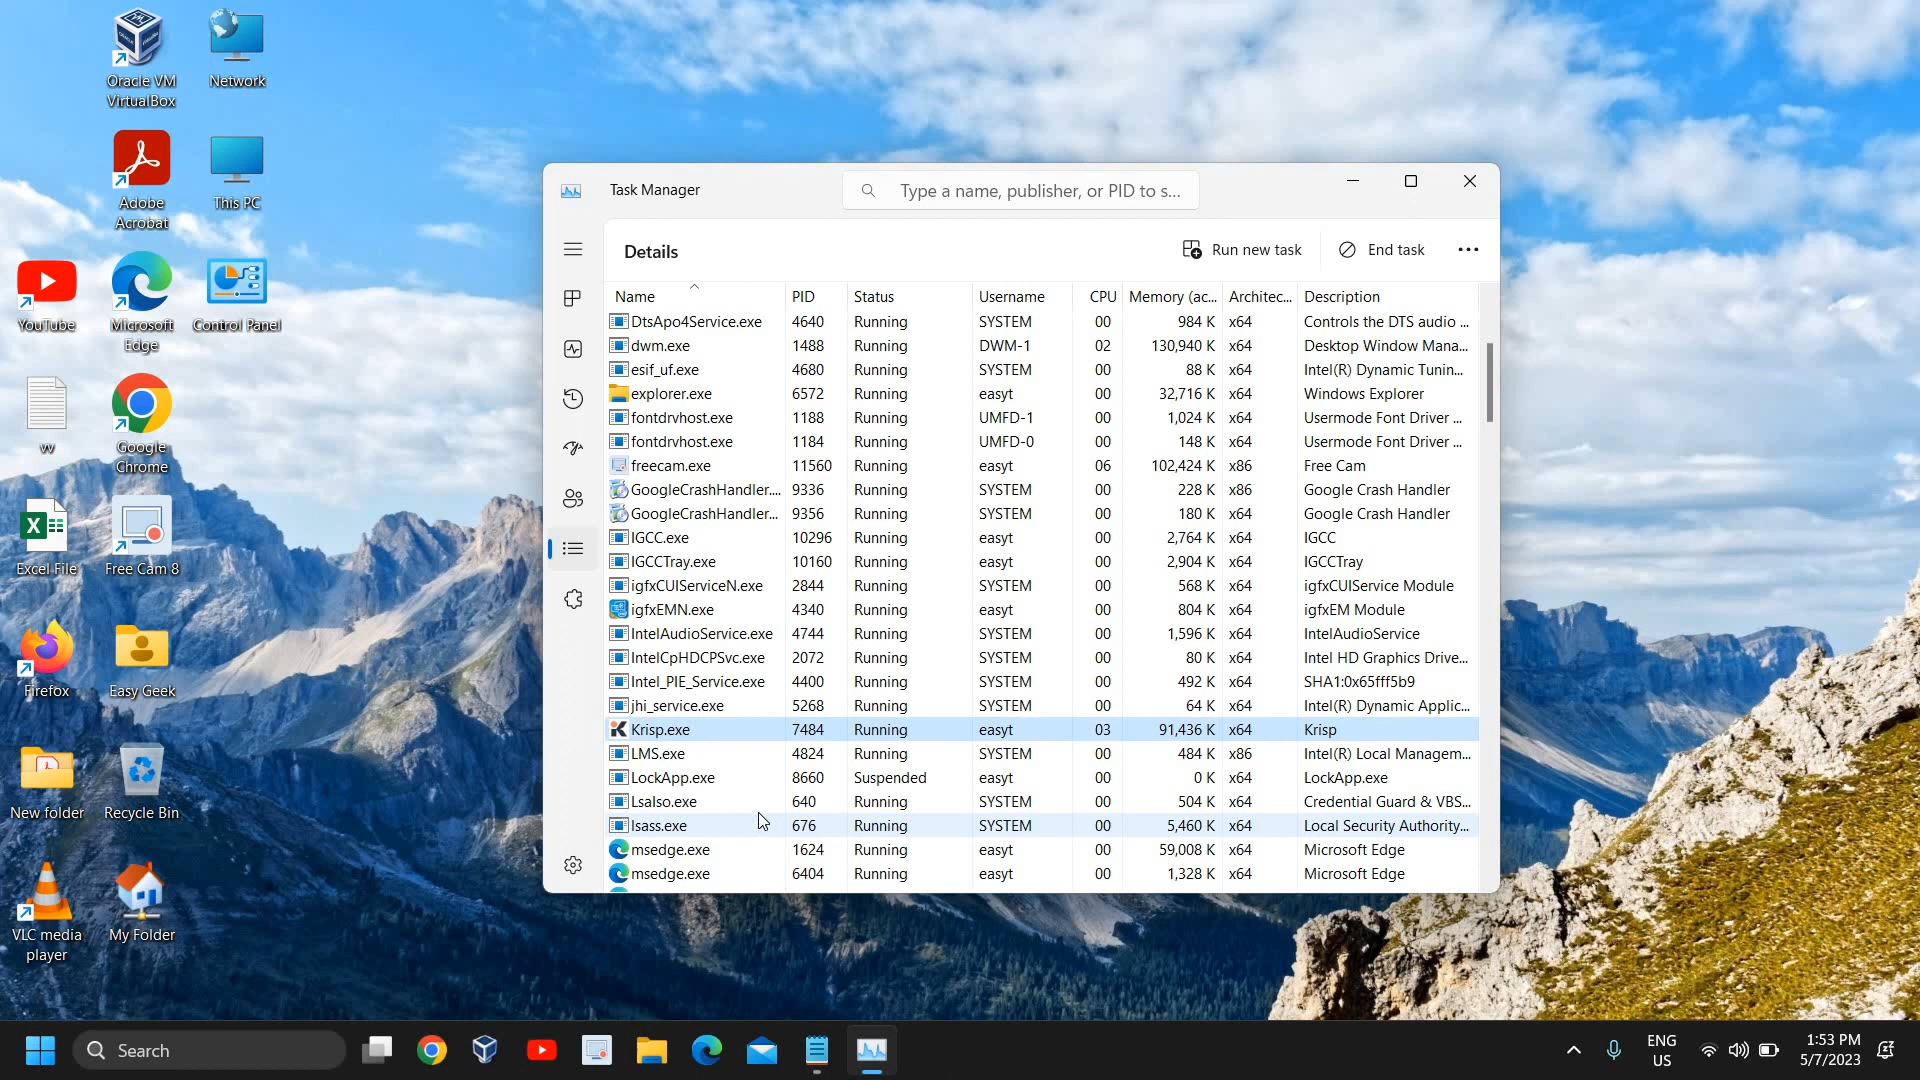 Oracle VM
VirtualBox
Network
Adobe
Acrobat
This PC
YouTube
Microsoft
Edge
Control Panel
vv
Google
Chrome
Excel File
Free Cam 8
Firefox
Easy Geek
New folder
Recycle Bin
VLC media
player
My Folder
Task Manager
Type a name, publisher, or PID to s...
Details
Run new task
End task
Name PID Status Username CPU Memory (ac... Architec... Description
DtsApo4Service.exe 4640 Running SYSTEM 00 984 K x64 Controls the DTS audio ...
dwm.exe 1488 Running DWM-1 02 130,940 K x64 Desktop Window Mana...
esif_uf.exe 4680 Running SYSTEM 00 88 K x64 Intel(R) Dynamic Tunin...
explorer.exe 6572 Running easyt 00 32,716 K x64 Windows Explorer
fontdrvhost.exe 1188 Running UMFD-1 00 1,024 K x64 Usermode Font Driver ...
fontdrvhost.exe 1184 Running UMFD-0 00 148 K x64 Usermode Font Driver ...
freecam.exe 11560 Running easyt 06 102,424 K x86 Free Cam
GoogleCrashHandler.... 9336 Running SYSTEM 00 228 K x86 Google Crash Handler
GoogleCrashHandler... 9356 Running SYSTEM 00 180 K x64 Google Crash Handler
IGCC.exe 10296 Running easyt 00 2,764 K x64 IGCC
IGCCTray.exe 10160 Running easyt 00 2,904 K x64 IGCCTray
igfxCUIServiceN.exe 2844 Running SYSTEM 00 568 K x64 igfxCUIService Module
igfxEMN.exe 4340 Running easyt 00 804 K x64 igfxEM Module
IntelAudioService.exe 4744 Running SYSTEM 00 1,596 K x64 IntelAudioService
IntelCpHDCPSvc.exe 2072 Running SYSTEM 00 80 K x64 Intel HD Graphics Drive...
Intel_PIE_Service.exe 4400 Running SYSTEM 00 492 K x64 SHA1:0x65fff5b9
jhi_service.exe 5268 Running SYSTEM 00 64 K x64 Intel(R) Dynamic Applic...
Krisp.exe 7484 Running easyt 03 91,436 K x64 Krisp
LMS.exe 4824 Running SYSTEM 00 484 K x86 Intel(R) Local Managem...
LockApp.exe 8660 Suspended easyt 00 0 K x64 LockApp.exe
LsaIso.exe 640 Running SYSTEM 00 504 K x64 Credential Guard & VBS...
lsass.exe 676 Running SYSTEM 00 5,460 K x64 Local Security Authority...
msedge.exe 1624 Running easyt 00 59,008 K x64 Microsoft Edge
msedge.exe 6404 Running easyt 00 1,328 K x64 Microsoft Edge
Search
ENG
US
1:53 PM
5/7/2023